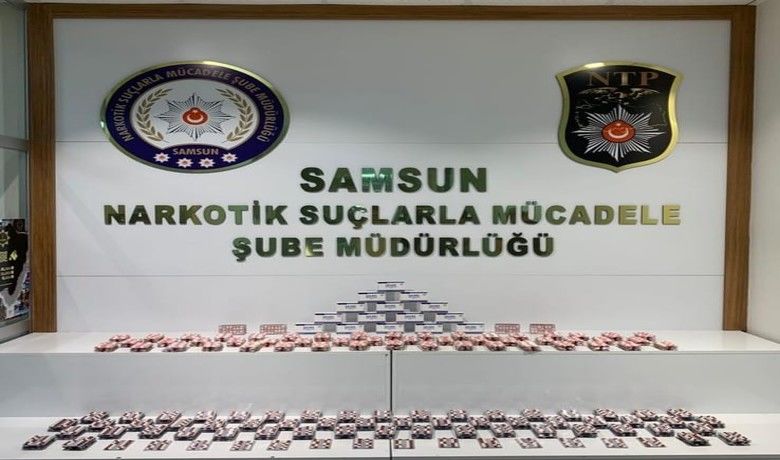 NARKOTİK SUÇLARLA MÜCADELE ŞUBE MÜDÜRLÜĞÜ
SAMSUN
NTP
SAMSUN
NARKOTİK SUÇLARLA MÜCADELE
ŞUBE MÜDÜRLÜĞÜ